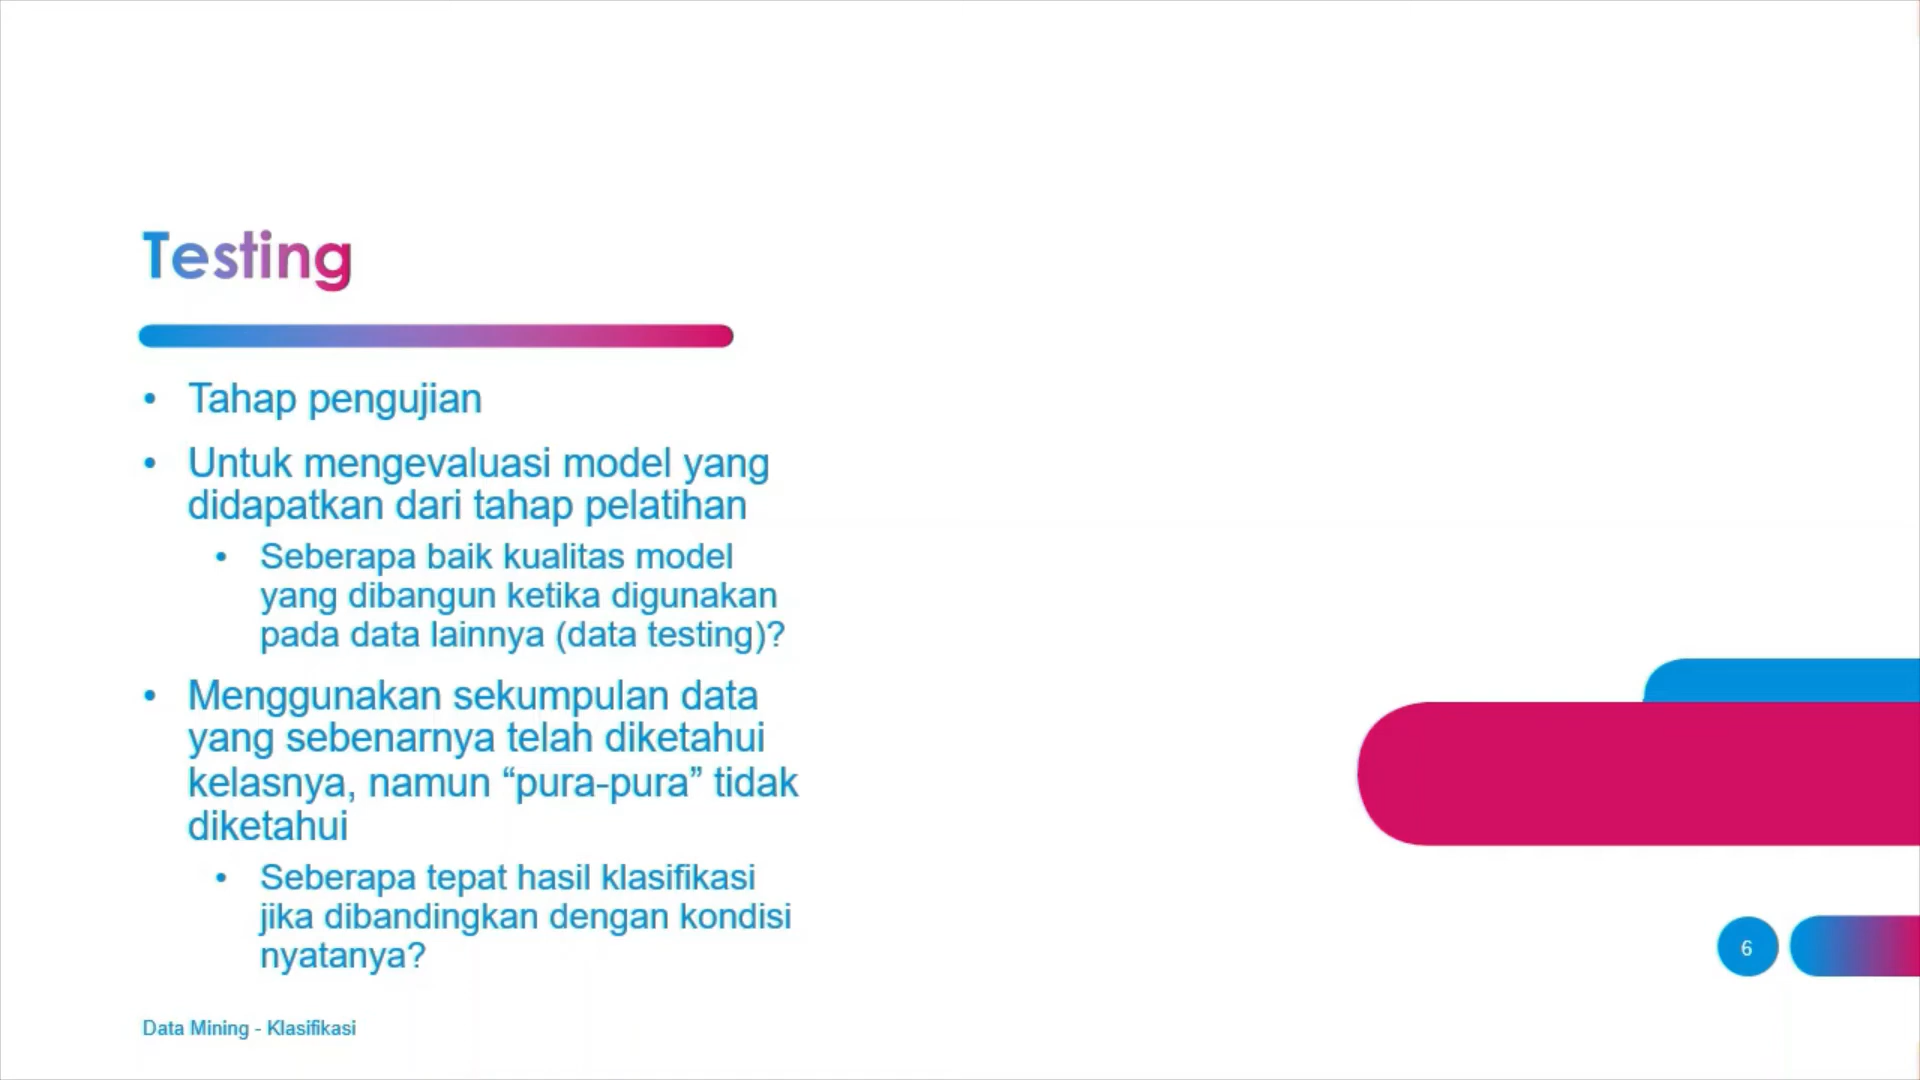 Testing
• Tahap pengujian
• Untuk mengevaluasi model yang
didapatkan dari tahap pelatihan
• Seberapa baik kualitas model
yang dibangun ketika digunakan
pada data lainnya (data testing)?
• Menggunakan sekumpulan data
yang sebenarnya telah diketahui
kelasnya, namun “pura-pura” tidak
diketahui
• Seberapa tepat hasil klasifikasi
jika dibandingkan dengan kondisi
nyatanya?
6
Data Mining - Klasifikasi